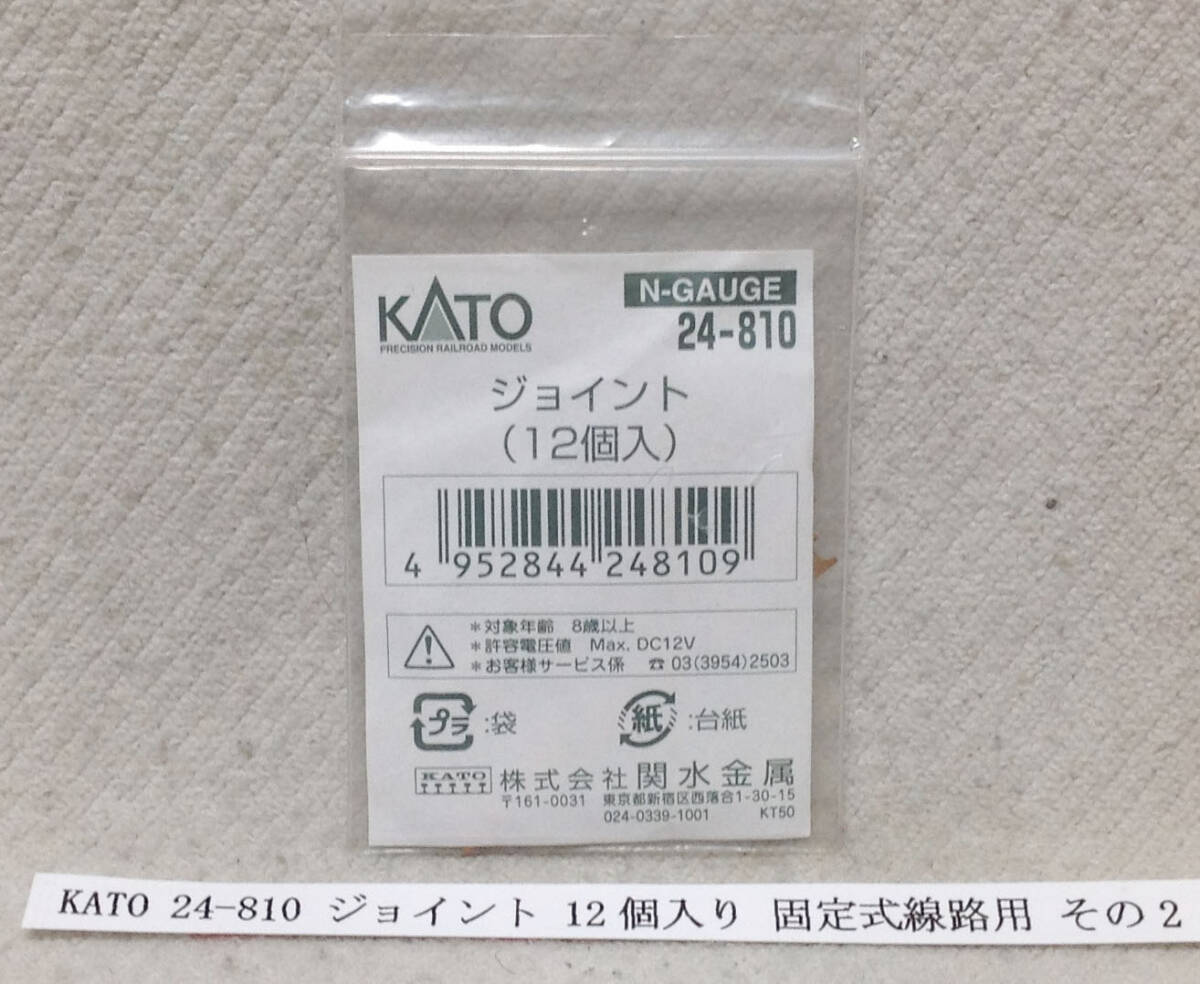 KATO
PRECISION RAILROAD MODELS
N-GAUGE
24-810
ジョイント
(12個入)
4 952844 248109
*対象年齢 8歳以上
*許容電圧値 Max. DC12V
*お客様サービス係 ☎ 03(3954)2503
プラ :袋
紙 :台紙
KATO 株式会社関水金属
〒161-0031 東京都新宿区西落合1-30-15
024-0339-1001 KT50
KATO 24-810 ジョイント 12個入り 固定式線路用 その2